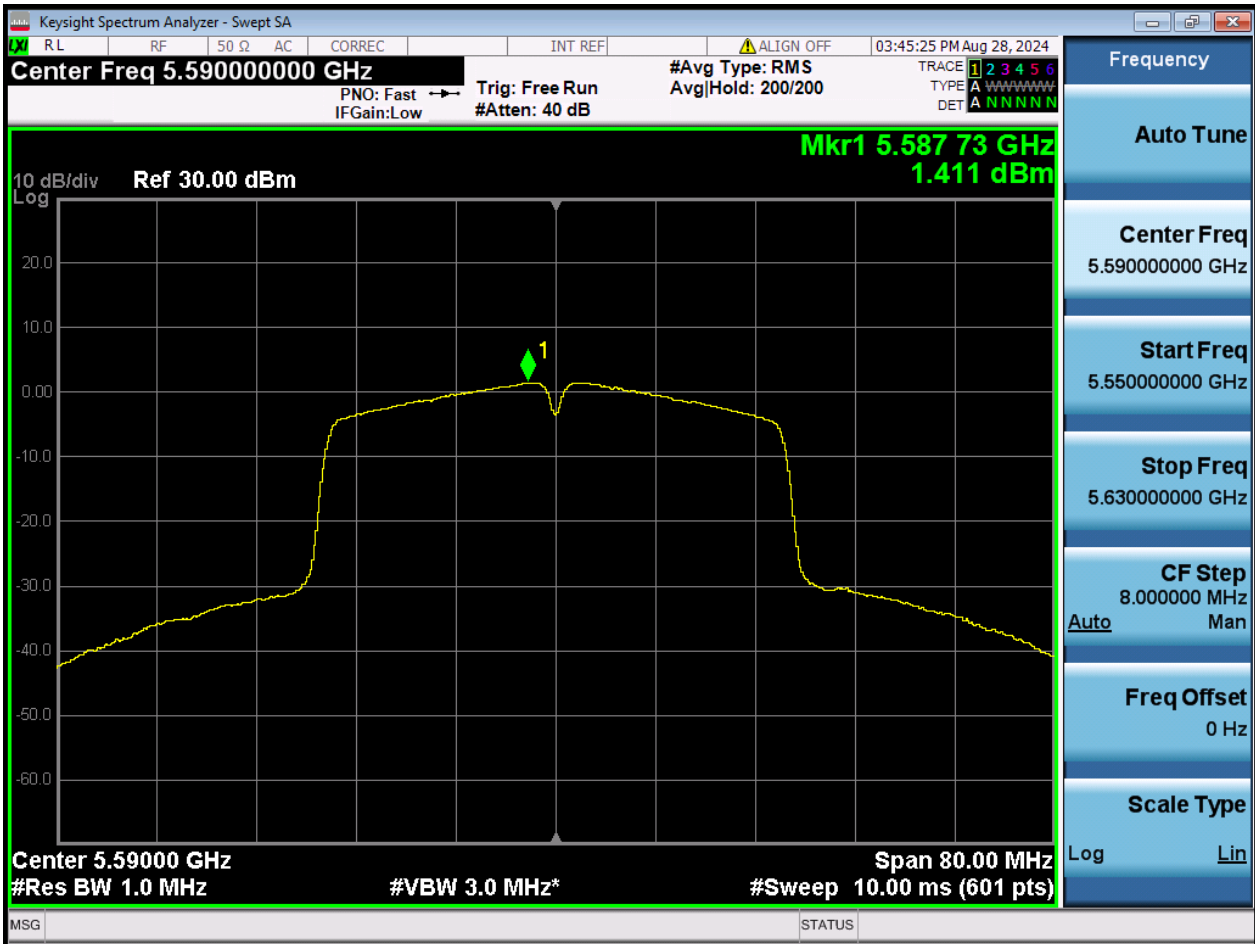 Keysight Spectrum Analyzer - Swept SA
LXI RL RF 50 Ω AC CORREC INT REF ALIGN OFF 03:45:25 PM Aug 28, 2024
Center Freq 5.590000000 GHz
PNO: Fast
IFGain:Low
Trig: Free Run
#Atten: 40 dB
#Avg Type: RMS
Avg|Hold: 200/200
TRACE 1 2 3 4 5 6
TYPE A WWWWW
DET A N N N N N
Mkr1 5.587 73 GHz
1.411 dBm
10 dB/div Ref 30.00 dBm
Log
20.0
10.0
1
0.00
-10.0
-20.0
-30.0
-40.0
-50.0
-60.0
Center 5.59000 GHz Span 80.00 MHz
#Res BW 1.0 MHz #VBW 3.0 MHz* #Sweep 10.00 ms (601 pts)
MSG STATUS
Frequency
Auto Tune
Center Freq
5.590000000 GHz
Start Freq
5.550000000 GHz
Stop Freq
5.630000000 GHz
CF Step
8.000000 MHz
Auto Man
Freq Offset
0 Hz
Scale Type
Log Lin